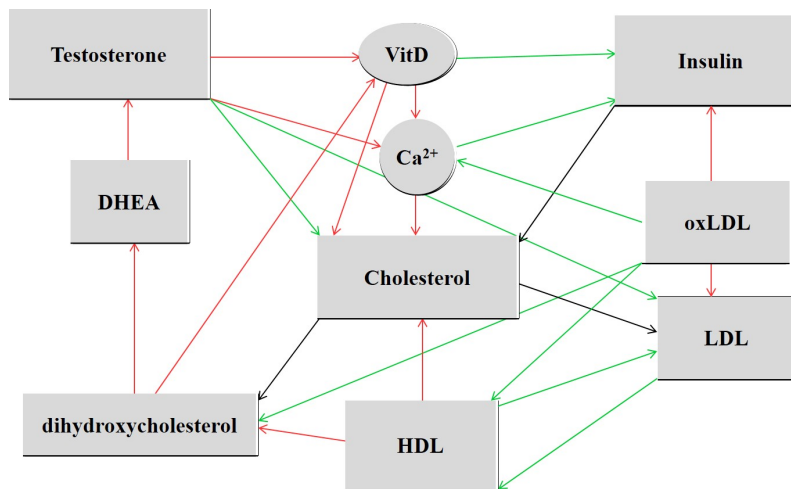 Testosterone
VitD
Insulin
Ca²⁺
DHEA
oxLDL
Cholesterol
LDL
dihydroxycholesterol
HDL